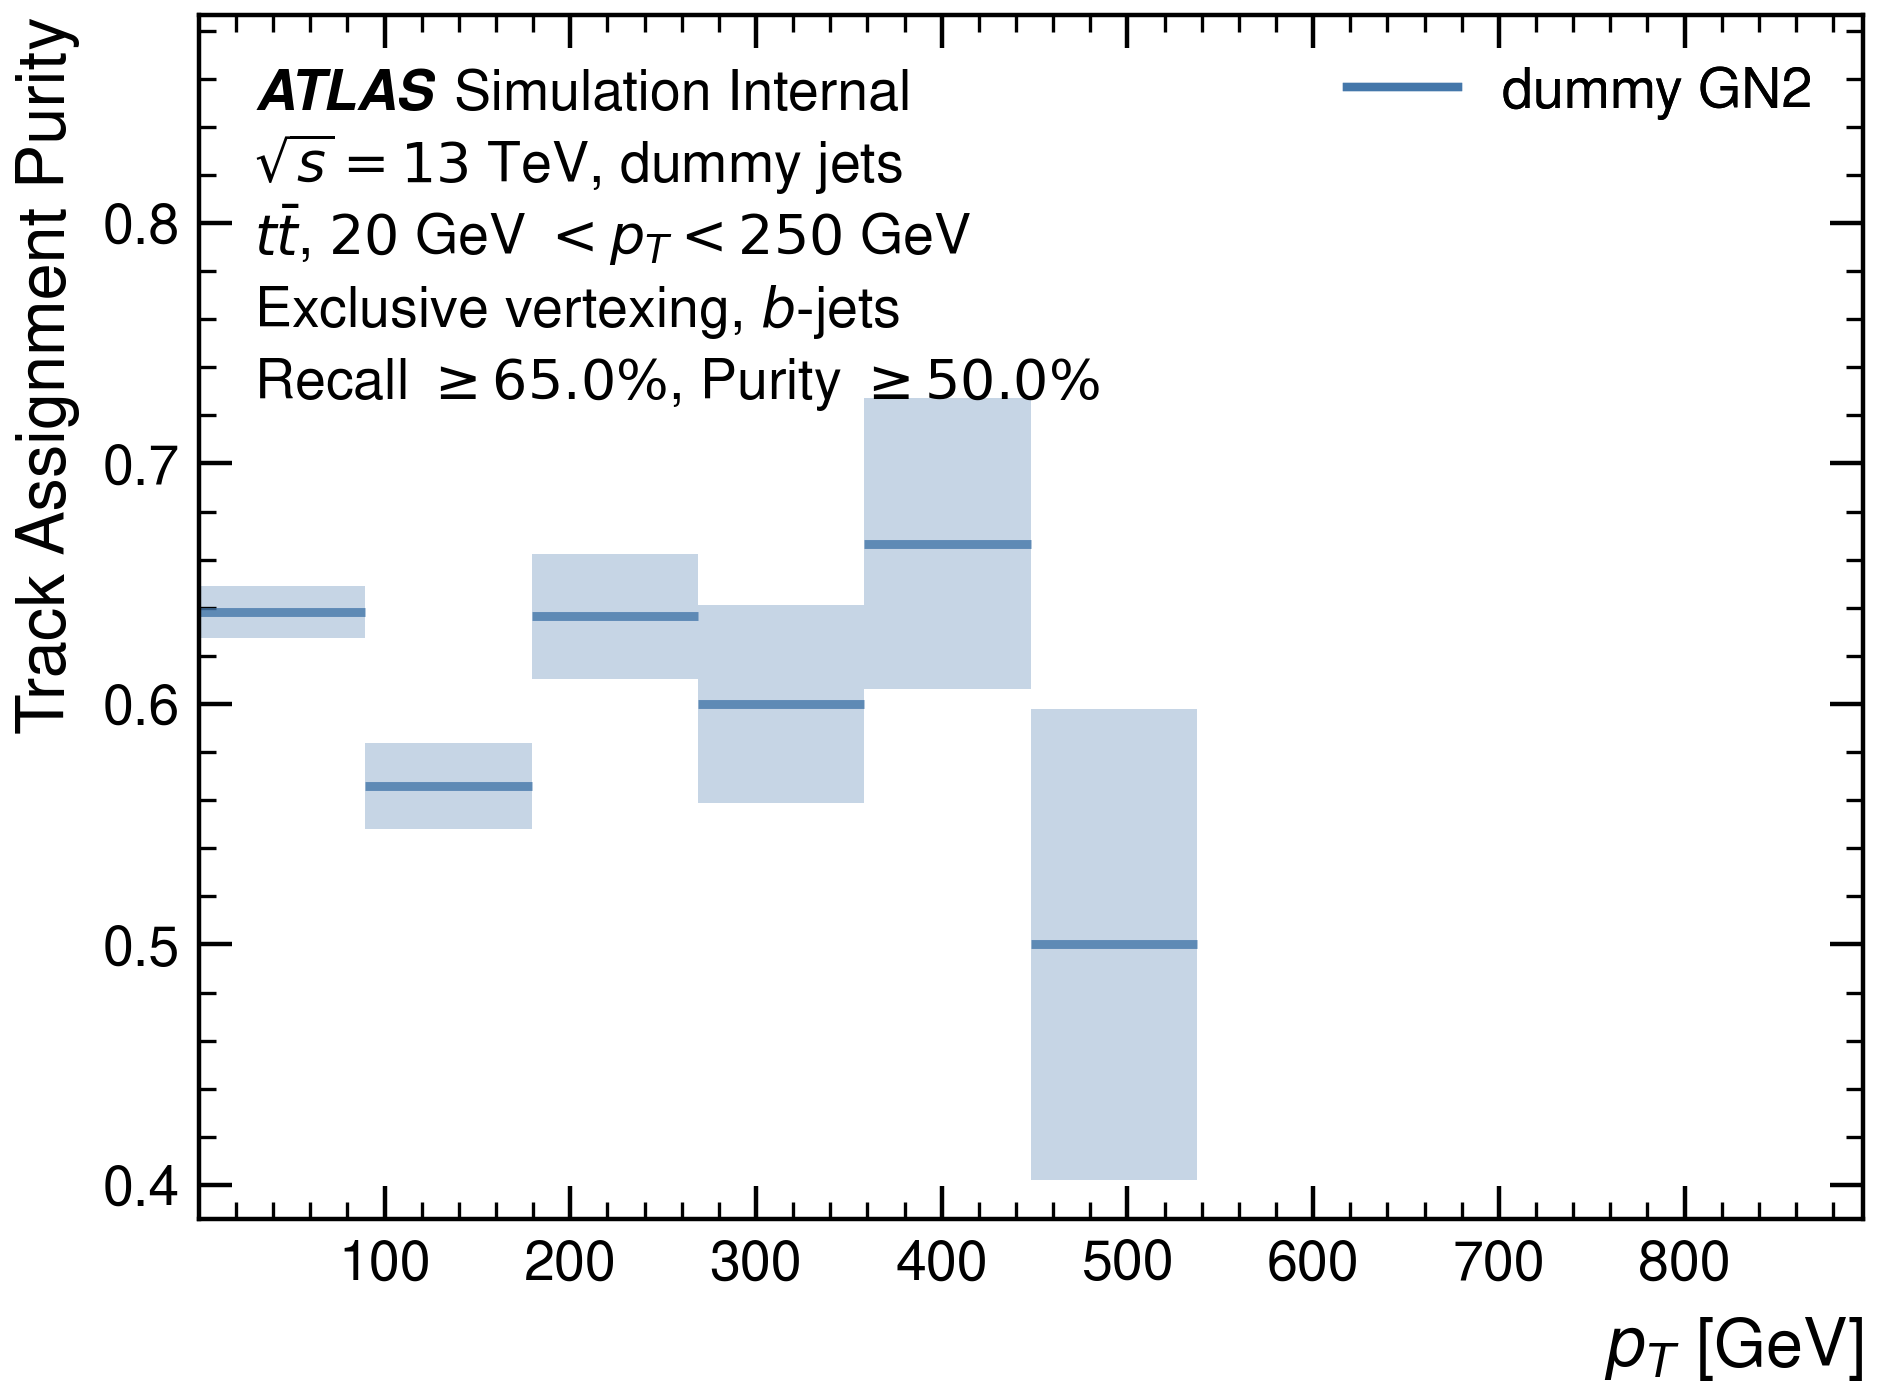 Track Assignment Purity
ATLAS Simulation Internal
√s = 13 TeV, dummy jets
tt̄, 20 GeV < p_T < 250 GeV
Exclusive vertexing, b-jets
Recall ≥ 65.0%, Purity ≥ 50.0%
dummy GN2
0.8
0.7
0.6
0.5
0.4
100 200 300 400 500 600 700 800
p_T [GeV]